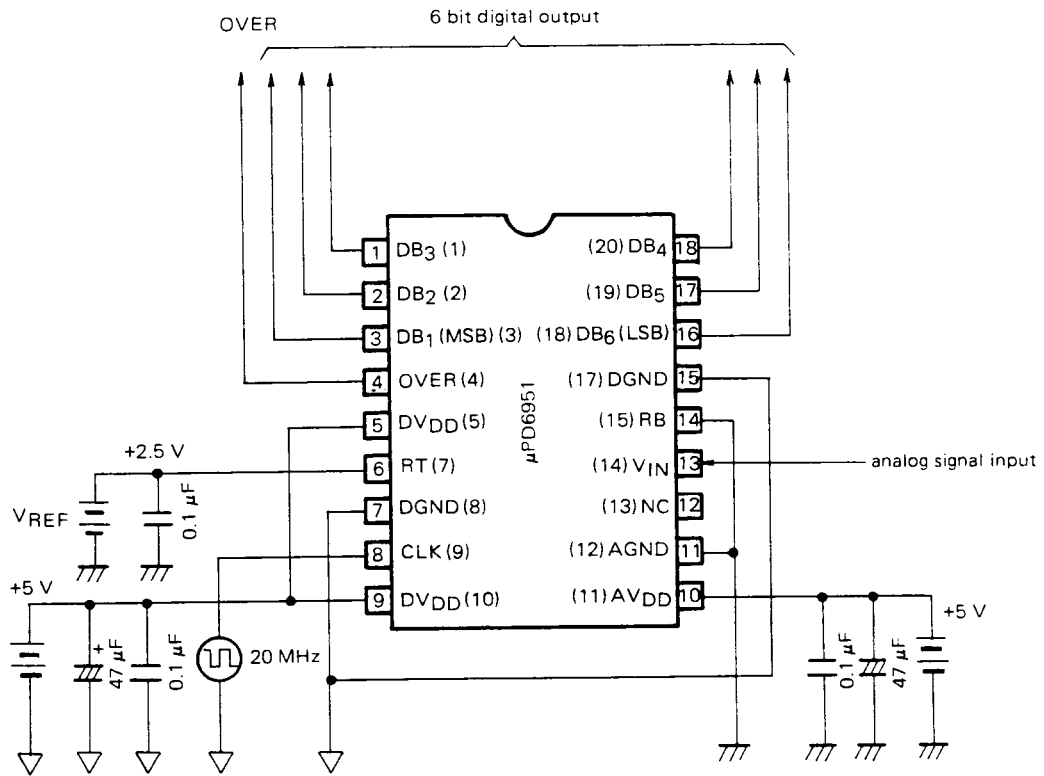 OVER
6 bit digital output
1 DB3 (1)
(20) DB4 18
2 DB2 (2)
(19) DB5 17
3 DB1 (MSB) (3)
(18) DB6 (LSB) 16
4 OVER (4)
(17) DGND 15
5 DVDD (5)
(15) RB 14
6 RT (7)
(14) VIN 13
7 DGND (8)
(13) NC 12
8 CLK (9)
(12) AGND 11
9 DVDD (10)
(11) AVDD 10
μPD6951
+2.5 V
VREF
0.1 μF
analog signal input
+5 V
+
47 μF
0.1 μF
20 MHz
+5 V
0.1 μF
47 μF